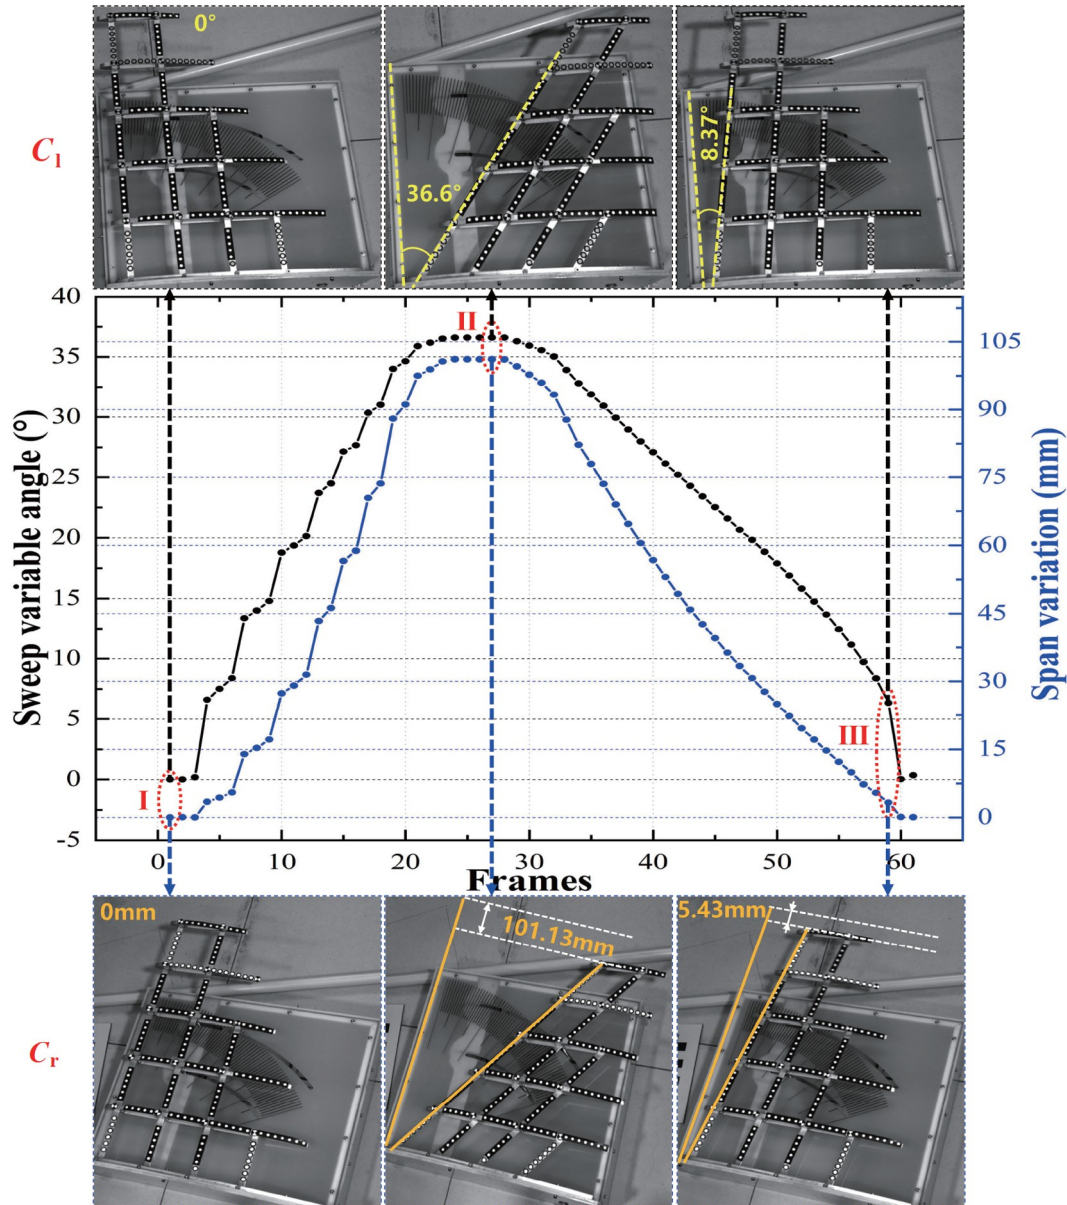 0°
36.6°
8.37°
C₁
40
35
30
25
20
15
10
5
0
-5
Sweep variable angle (°)
105
90
75
60
45
30
15
0
Span variation (mm)
I
II
III
0
10
20
30
40
50
60
Frames
0mm
101.13mm
5.43mm
Cᵣ